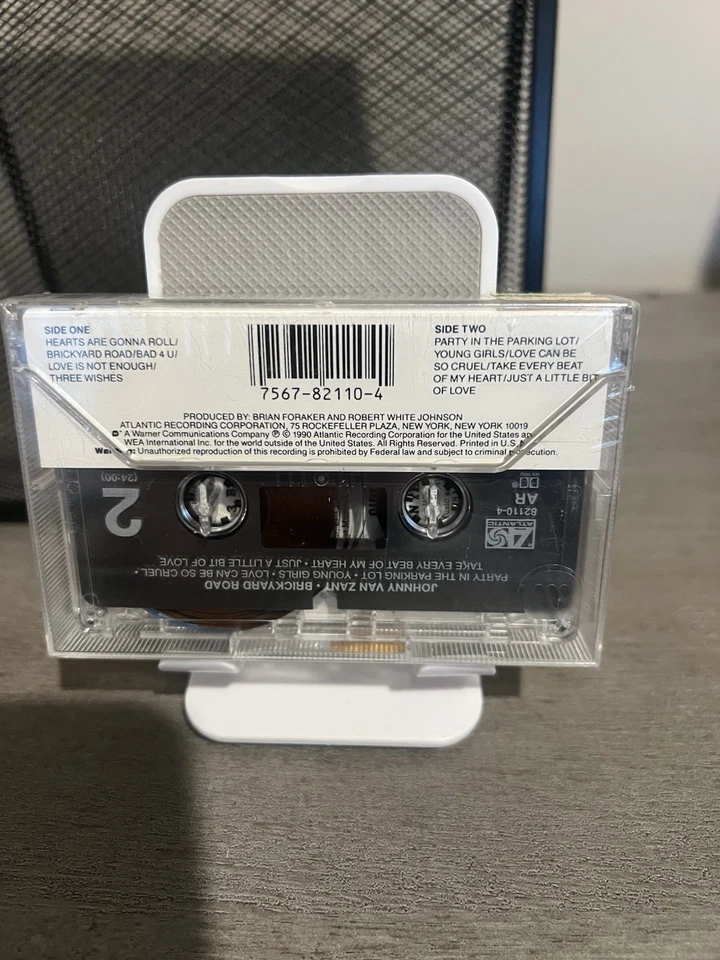 SIDE ONE
HEARTS ARE GONNA ROLL/
BRICKYARD ROAD/BAD 4 U/
LOVE IS NOT ENOUGH/
THREE WISHES
7567-82110-4
SIDE TWO
PARTY IN THE PARKING LOT/
YOUNG GIRLS/LOVE CAN BE
SO CRUEL/TAKE EVERY BEAT
OF MY HEART/JUST A LITTLE BIT
OF LOVE
PRODUCED BY: BRIAN FORAKER AND ROBERT WHITE JOHNSON
ATLANTIC RECORDING CORPORATION, 75 ROCKEFELLER PLAZA, NEW YORK, NEW YORK 10019
A Warner Communications Company ℗ © 1990 Atlantic Recording Corporation for the United States an
WEA International Inc. for the world outside of the United States. All Rights Reserved. Printed in U.S.
Unauthorized reproduction of this recording is prohibited by Federal law and subject to criminal prosecution.
JOHNNY VAN ZANT • BRICKYARD ROAD
PARTY IN THE PARKING LOT • YOUNG GIRLS • LOVE CAN BE SO CRUEL •
TAKE EVERY BEAT OF MY HEART • JUST A LITTLE BIT OF LOVE
ATLANTIC
82110-4
AR
2
(24:00)